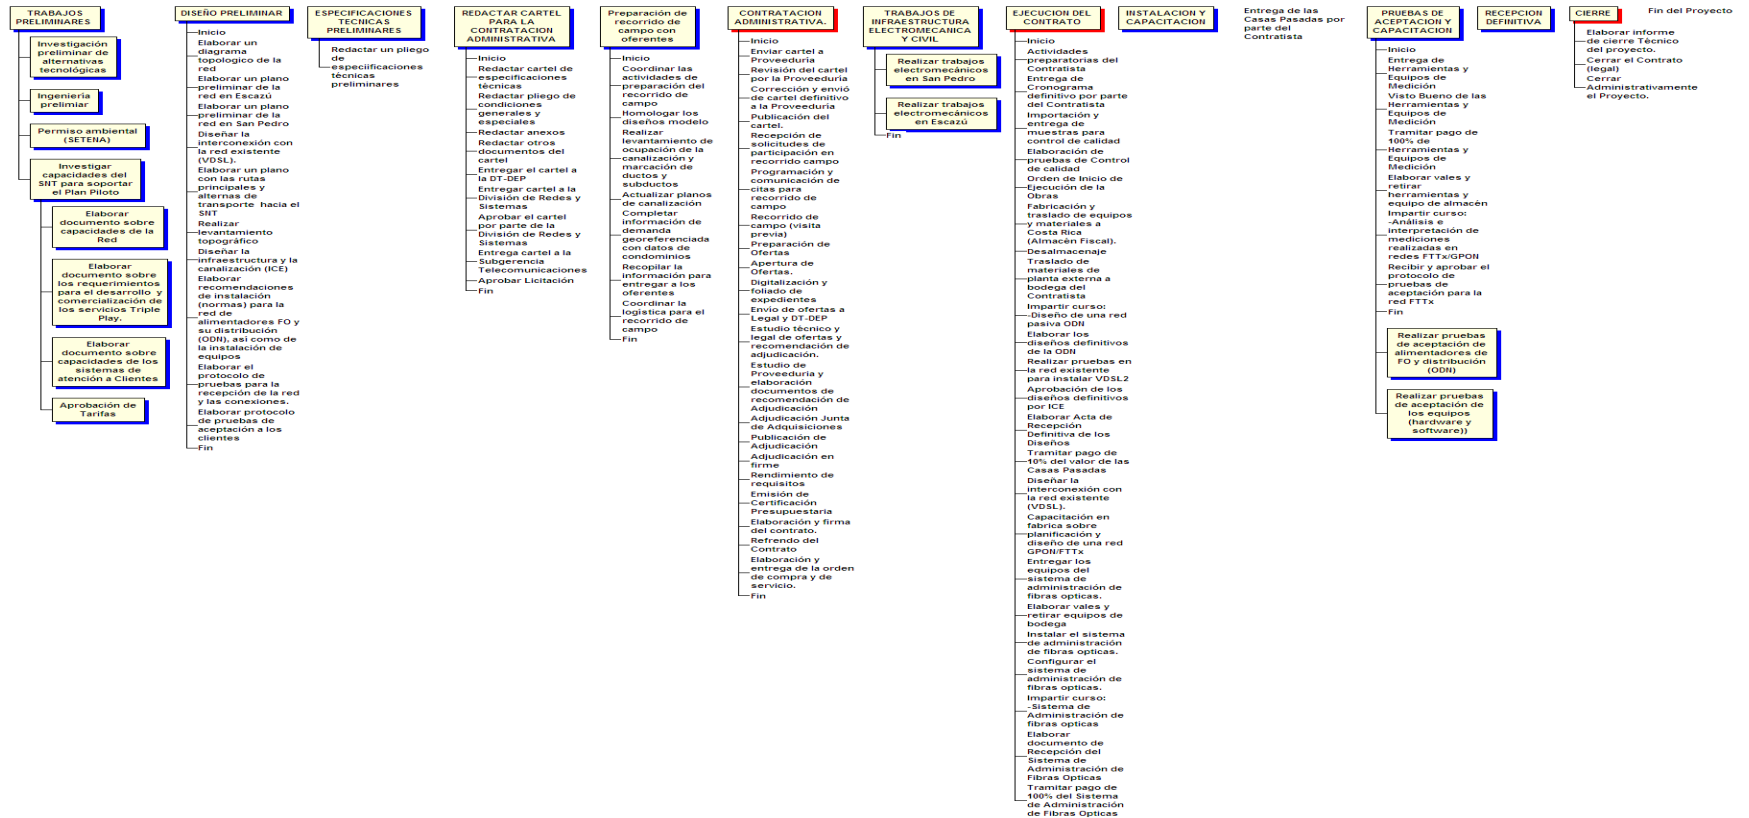 TRABAJOS
PRELIMINARES
Investigación
preliminar de
alternativas
tecnológicas
Ingeniería
prelimiar
Permiso ambiental
(SETENA)
Investigar
capacidades del
SNT para soportar
el Plan Piloto
Elaborar
documento sobre
capacidades de la
Red
Elaborar
documento sobre
los requerimientos
para el desarrollo y
comercialización de
los servicios Triple
Play.
Elaborar
documento sobre
capacidades de los
sistemas de
atención a Clientes
Aprobación de
Tarifas
DISEÑO PRELIMINAR
Inicio
Elaborar un
diagrama
topologico de la
red
Elaborar un plano
preliminar de la
red en Escazú
Elaborar un plano
preliminar de la
red en San Pedro
Diseñar la
interconexión con
la red existente
(VDSL).
Elaborar un plano
con las rutas
principales y
alternas de
transporte hacia el
SNT
Realizar
levantamiento
topográfico
Diseñar la
infraestructura y la
canalización (ICE)
Elaborar
recomendaciones
de instalación
(normas) para la
red de
alimentadores FO y
su distribución
(ODN), así como de
la instalación de
equipos
Elaborar el
protocolo de
pruebas para la
recepción de la red
y las conexiones.
Elaborar protocolo
de pruebas de
aceptación a los
clientes
Fin
ESPECIFICACIONES
TECNICAS
PRELIMINARES
Redactar un pliego
de
especiificaciones
técnicas
preliminares
REDACTAR CARTEL
PARA LA
CONTRATACION
ADMINISTRATIVA
Inicio
Redactar cartel de
especificaciones
técnicas
Redactar pliego de
condiciones
generales y
especiales
Redactar anexos
Redactar otros
documentos del
cartel
Entregar el cartel a
la DT-DEP
Entregar cartel a la
División de Redes y
Sistemas
Aprobar el cartel
por parte de la
División de Redes y
Sistemas
Entrega cartel a la
Subgerencia
Telecomunicaciones
Aprobar Licitación
Fin
Preparación de
recorrido de
campo con
oferentes
Inicio
Coordinar las
actividades de
preparación del
recorrido de
campo
Homologar los
diseños modelo
Realizar
levantamiento de
ocupación de la
canalización y
marcación de
ductos y
subductos
Actualizar planos
de canalización
Completar
información de
demanda
georeferenciada
con datos de
condominios
Recopilar la
información para
entregar a los
oferentes
Coordinar la
logística para el
recorrido de
campo
Fin
CONTRATACION
ADMINISTRATIVA.
Inicio
Enviar cartel a
Proveeduría
Revisión del cartel
por la Proveeduría
Corrección y envió
de cartel definitivo
a la Proveeduría
Publicación del
cartel.
Recepción de
solicitudes de
participación en
recorrido campo
Programación y
comunicación de
citas para
recorrido de
campo
Recorrido de
campo (visita
previa)
Preparación de
Ofertas
Apertura de
Ofertas.
Digitalización y
foliado de
expedientes
Envío de ofertas a
Legal y DT-DEP
Estudio técnico y
legal de ofertas y
recomendación de
adjudicación.
Estudio de
Proveeduría y
elaboración
documentos de
recomendación de
Adjudicación
Adjudicación Junta
de Adquisiciones
Publicación de
Adjudicación
Adjudicación en
firme
Rendimiento de
requisitos
Emisión de
Certificación
Presupuestaria
Elaboración y firma
del contrato.
Refrendo del
Contrato
Elaboración y
entrega de la orden
de compra y de
servicio.
Fin
TRABAJOS DE
INFRAESTRUCTURA
ELECTROMECANICA
Y CIVIL
Realizar trabajos
electromecánicos
en San Pedro
Realizar trabajos
electromecánicos
en Escazú
Fin
EJECUCION DEL
CONTRATO
Inicio
Actividades
preparatorias del
Contratista
Entrega de
Cronograma
definitivo por parte
del Contratista
Importación y
entrega de
muestras para
control de calidad
Elaboración de
pruebas de Control
de calidad
Orden de Inicio de
Ejecución de la
Obras
Fabricación y
traslado de equipos
y materiales a
Costa Rica
(Almacén Fiscal).
Desalmacenaje
Traslado de
materiales de
planta externa a
bodega del
Contratista
Impartir curso:
-Diseño de una red
pasiva ODN
Elaborar los
diseños definitivos
de la ODN
Realizar pruebas en
la red existente
para instalar VDSL2
Aprobación de los
diseños definitivos
por ICE
Elaborar Acta de
Recepción
Definitiva de los
Diseños
Tramitar pago de
10% del valor de las
Casas Pasadas
Diseñar la
interconexión con
la red existente
(VDSL).
Capacitación en
fabrica sobre
planificación y
diseño de una red
GPON/FTTx
Entregar los
equipos del
sistema de
administración de
fibras opticas.
Elaborar vales y
retirar equipos de
bodega
Instalar el sistema
de administración
de fibras opticas.
Configurar el
sistema de
administración de
fibras opticas.
Impartir curso:
-Sistema de
Administración de
fibras opticas
Elaborar
documento de
Recepción del
Sistema de
Administración de
Fibras Opticas
Tramitar pago de
100% del Sistema
de Administración
de Fibras Opticas
INSTALACION Y
CAPACITACION
Entrega de las
Casas Pasadas por
parte del
Contratista
PRUEBAS DE
ACEPTACION Y
CAPACITACION
Inicio
Entrega de
Herramientas y
Equipos de
Medición
Visto Bueno de las
Herramientas y
Equipos de
Medición
Tramitar pago de
100% de
Herramientas y
Equipos de
Medición
Elaborar vales y
retirar
herramientas y
equipo de almacén
Impartir curso:
-Análisis e
interpretación de
mediciones
realizadas en
redes FTTx/GPON
Recibir y aprobar el
protocolo de
pruebas de
aceptación para la
red FTTx
Fin
Realizar pruebas
de aceptación de
alimentadores de
FO y distribución
(ODN)
Realizar pruebas
de aceptación de
los equipos
(hardware y
software))
RECEPCION
DEFINITIVA
CIERRE
Elaborar informe
de cierre Técnico
del proyecto.
Cerrar el Contrato
(legal)
Cerrar
Administrativamente
el Proyecto.
Fin del Proyecto